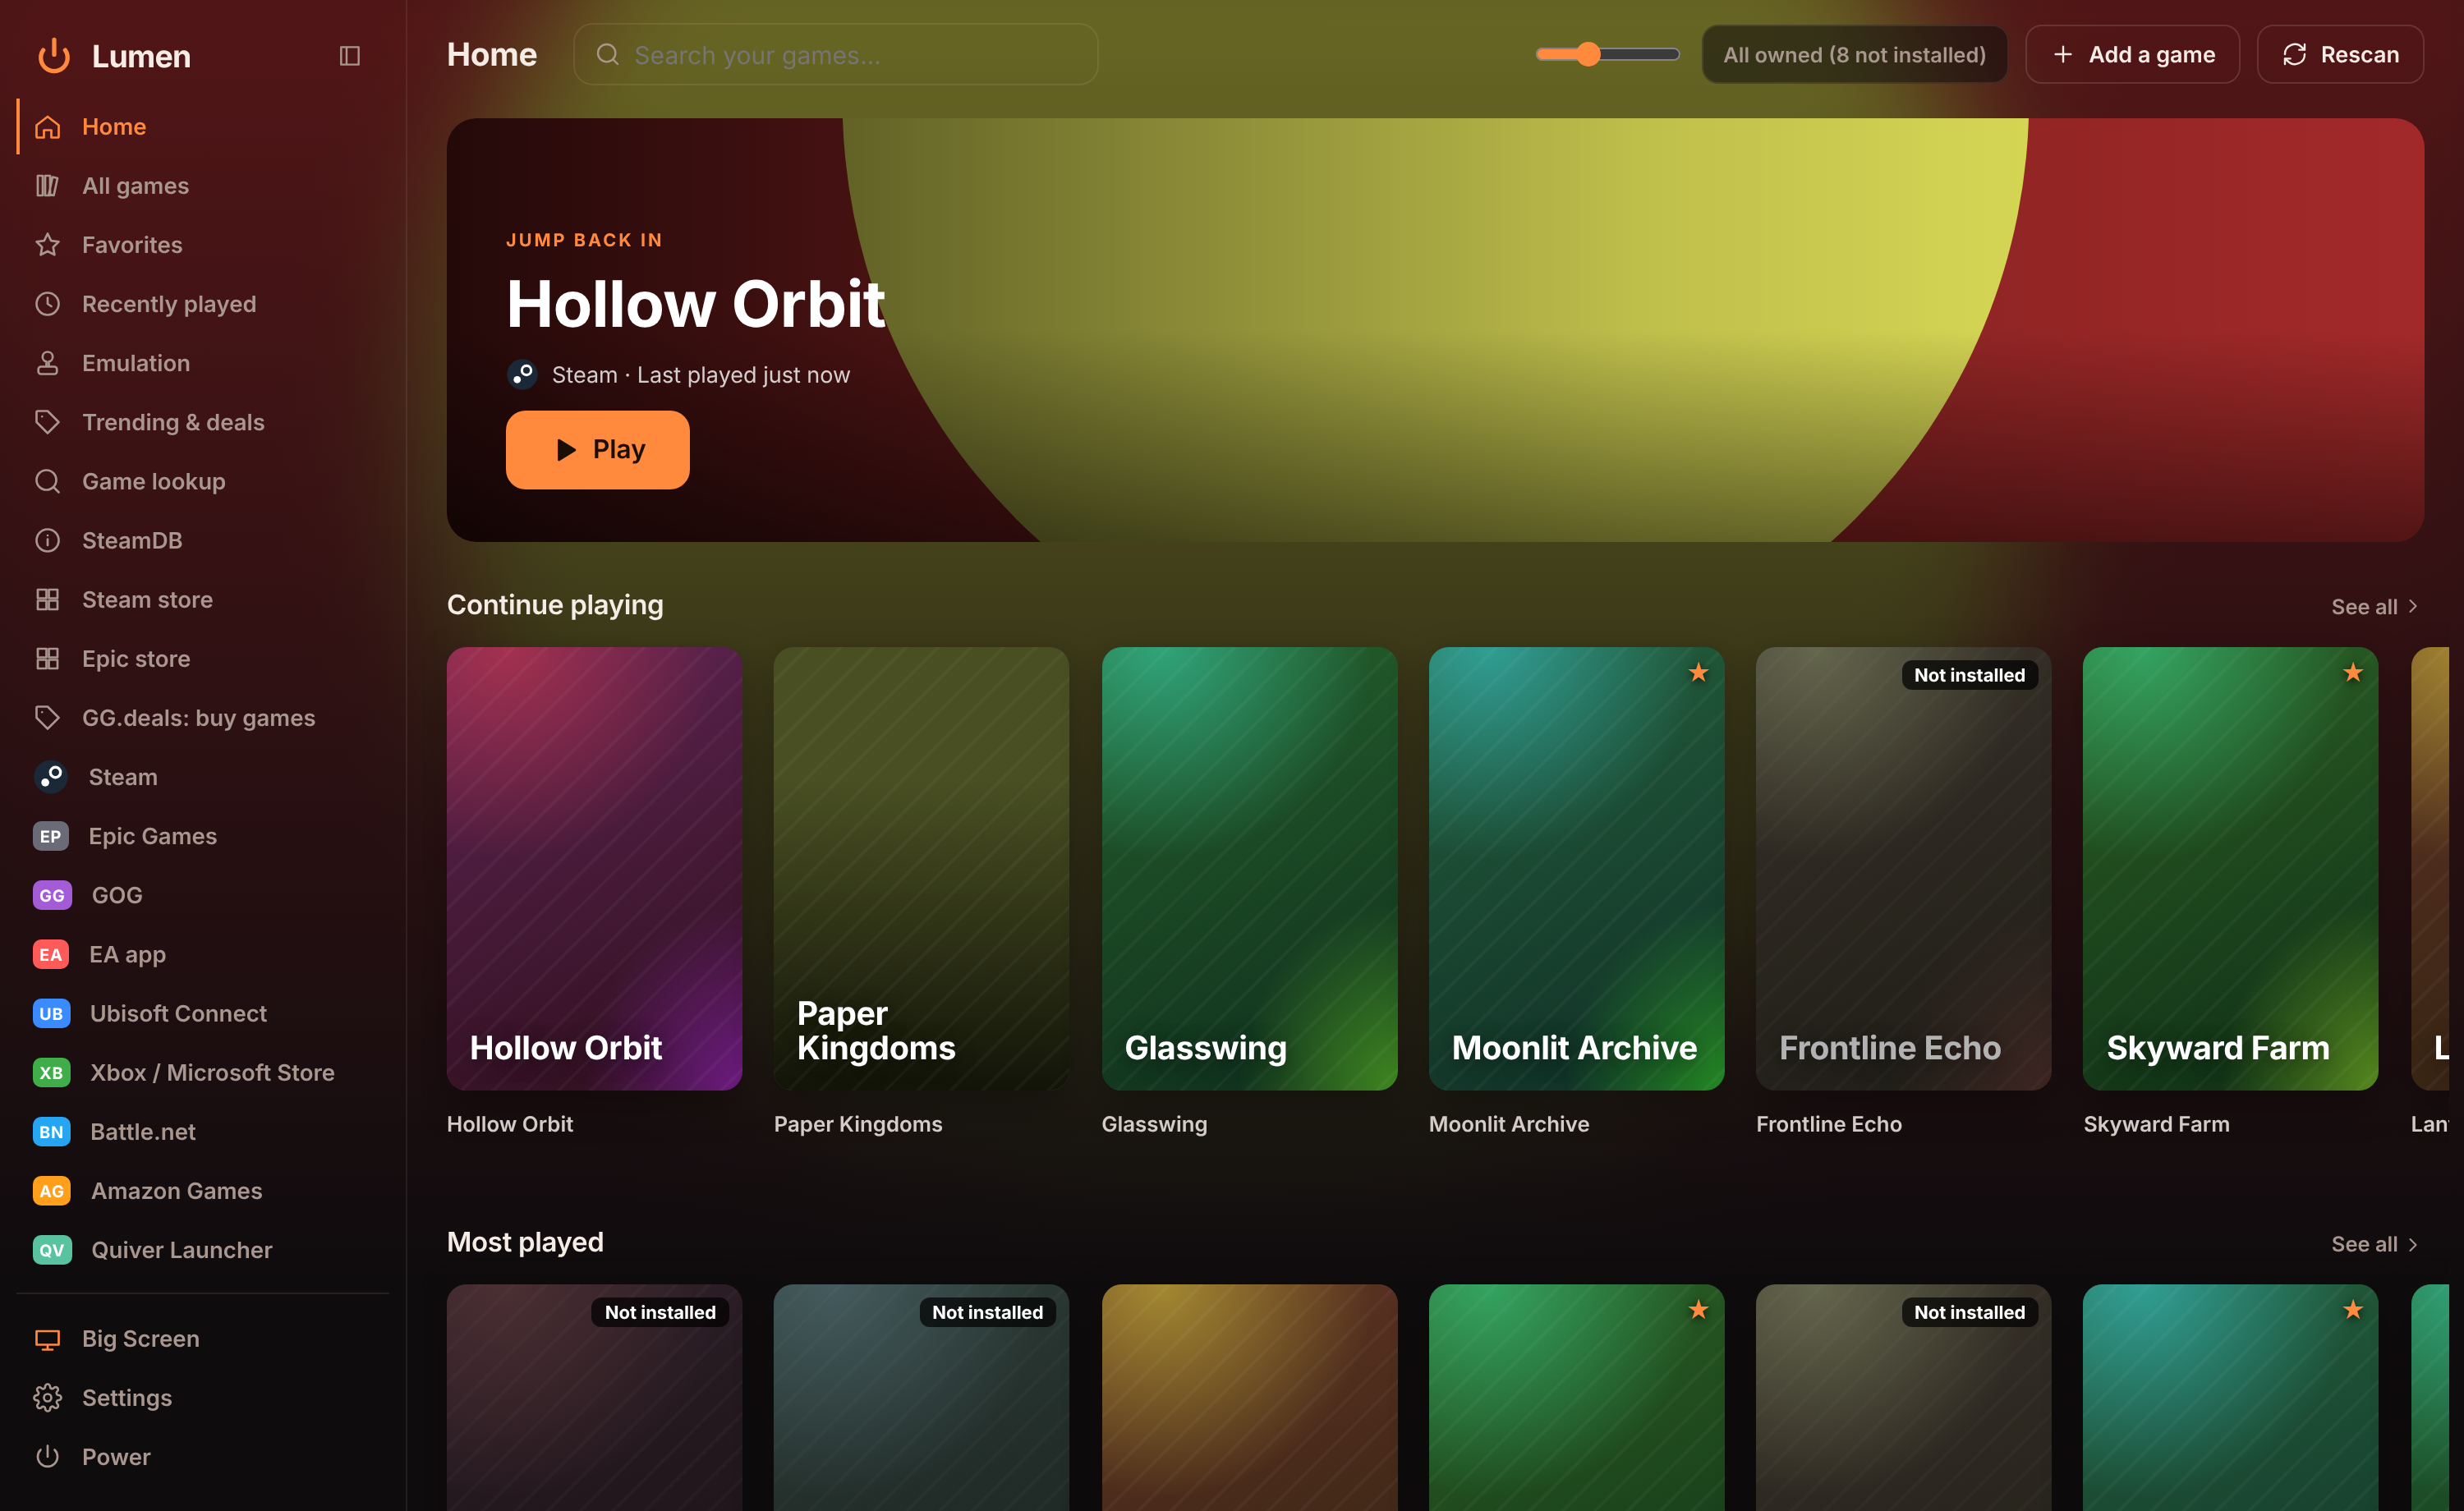 Lumen
Home
All games
Favorites
Recently played
Emulation
Trending & deals
Game lookup
SteamDB
Steam store
Epic store
GG.deals: buy games
Steam
EP Epic Games
GG GOG
EA EA app
UB Ubisoft Connect
XB Xbox / Microsoft Store
BN Battle.net
AG Amazon Games
QV Quiver Launcher
Big Screen
Settings
Power
Home
Search your games...
All owned (8 not installed)
Add a game
Rescan
JUMP BACK IN
Hollow Orbit
Steam · Last played just now
Play
Continue playing
See all
Hollow Orbit
Paper
Kingdoms
Glasswing
Moonlit Archive
Not installed
Frontline Echo
Skyward Farm
L
Hollow Orbit
Paper Kingdoms
Glasswing
Moonlit Archive
Frontline Echo
Skyward Farm
Most played
See all
Not installed
Not installed
Not installed